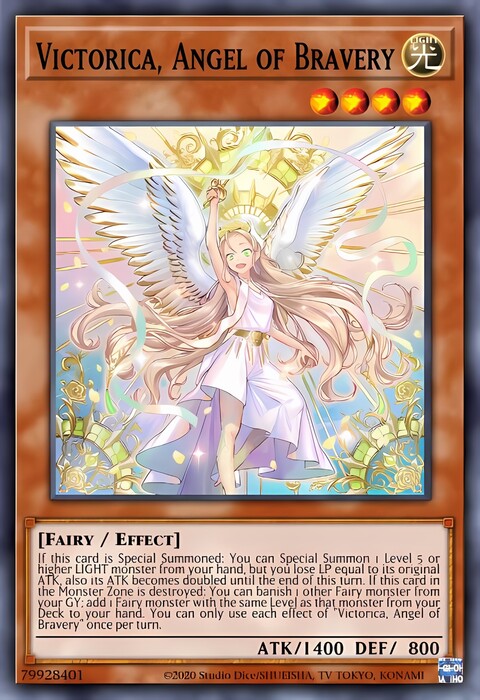 VICTORICA, ANGEL OF BRAVERY
LIGHT
光
[FAIRY / EFFECT]
If this card is Special Summoned: You can Special Summon 1 Level 5 or
higher LIGHT monster from your hand, but you lose LP equal to its original
ATK, also its ATK becomes doubled until the end of this turn. If this card in
the Monster Zone is destroyed: You can banish 1 other Fairy monster from
your GY; add 1 Fairy monster with the same Level as that monster from your
Deck to your hand. You can only use each effect of "Victorica, Angel of
Bravery" once per turn.
ATK/1400 DEF/ 800
79928401
©2020 Studio Dice/SHUEISHA, TV TOKYO, KONAMI